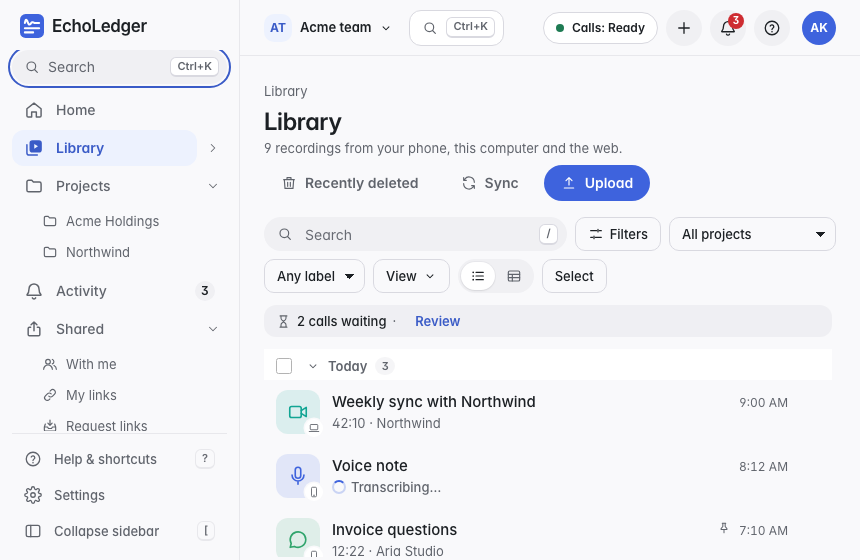 EchoLedger
Search Ctrl+K
Home
Library
Projects
Acme Holdings
Northwind
Activity 3
Shared
With me
My links
Request links
Help & shortcuts ?
Settings
Collapse sidebar [
AT Acme team Ctrl+K Calls: Ready 3 AK
Library
Library
9 recordings from your phone, this computer and the web.
Recently deleted Sync Upload
Search / Filters All projects
Any label View Select
2 calls waiting · Review
Today 3
Weekly sync with Northwind 9:00 AM
42:10 · Northwind
Voice note 8:12 AM
Transcribing...
Invoice questions 7:10 AM
12:22 · Aria Studio